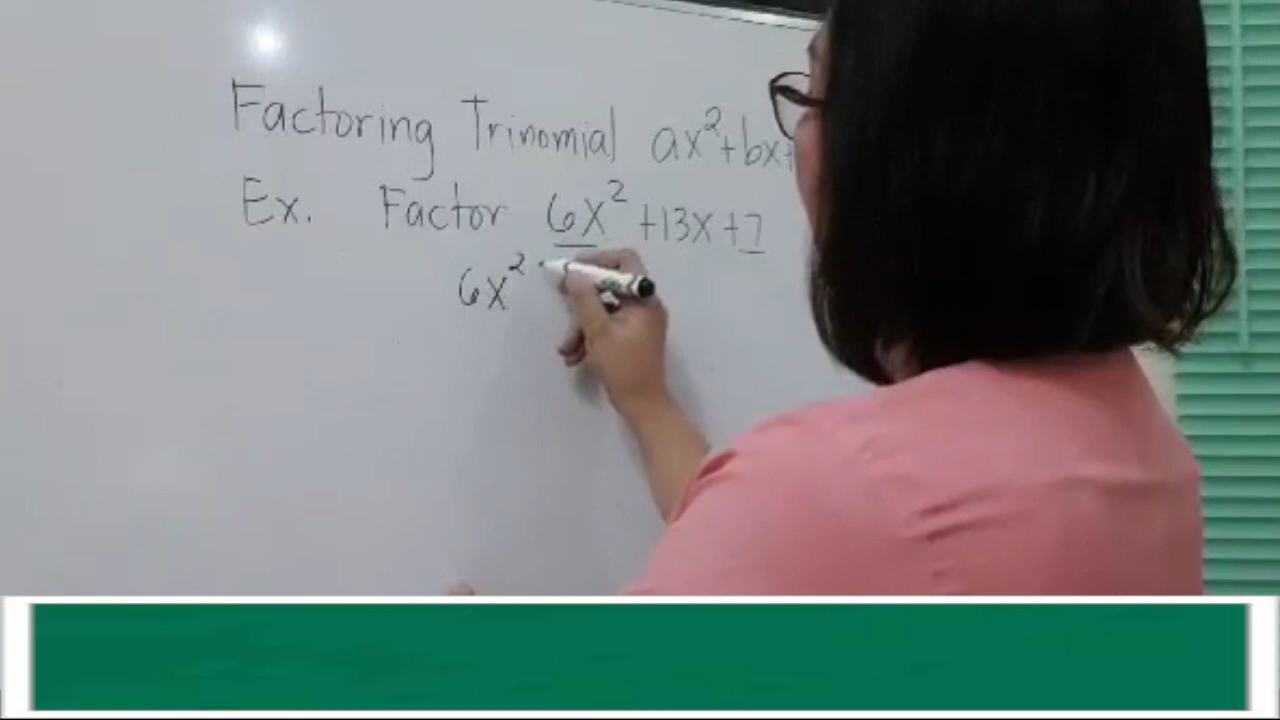 Factoring Trinomial ax²+bx+
Ex. Factor 6x² +13x +7
6x² ·